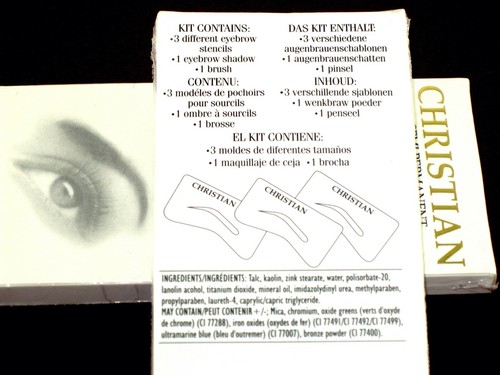 KIT CONTAINS:
•3 different eyebrow
stencils
•1 eyebrow shadow
•1 brush
DAS KIT ENTHALT:
•3 verschiedene
augenbrauenschablonen
•1 augenbrauenschatten
•1 pinsel
CONTENU:
•3 modéles de pochoirs
pour sourcils
•1 ombre à sourcils
•1 brosse
INHOUD:
•3 verschillende sjablonen
•1 wenkbraw poeder
•1 penseel
EL KIT CONTIENE:
•3 moldes de diferentes tamaños
•1 maquillaje de ceja •1 brocha
CHRISTIAN
CHRISTIAN
CHRISTIAN
INGREDIENTS/INGRÉDIENTS: Talc, kaolin, zink stearate, water, polisorbate-20,
lanolin acohol, titanium dioxide, mineral oil, imidazolydinyl urea, methylparaben,
propylparaben, laureth-4, caprylic/capric triglyceride.
MAY CONTAIN/PEUT CONTENIR +/-: Mica, chromium, oxide greens (verts d'oxyde
de chrome) (CI 77288), iron oxides (oxydes de fer) (CI 77491/CI 77492/CI 77499),
ultramarine blue (bleu d'outremer) (CI 77007), bronze powder (CI 77400).
CHRISTIAN